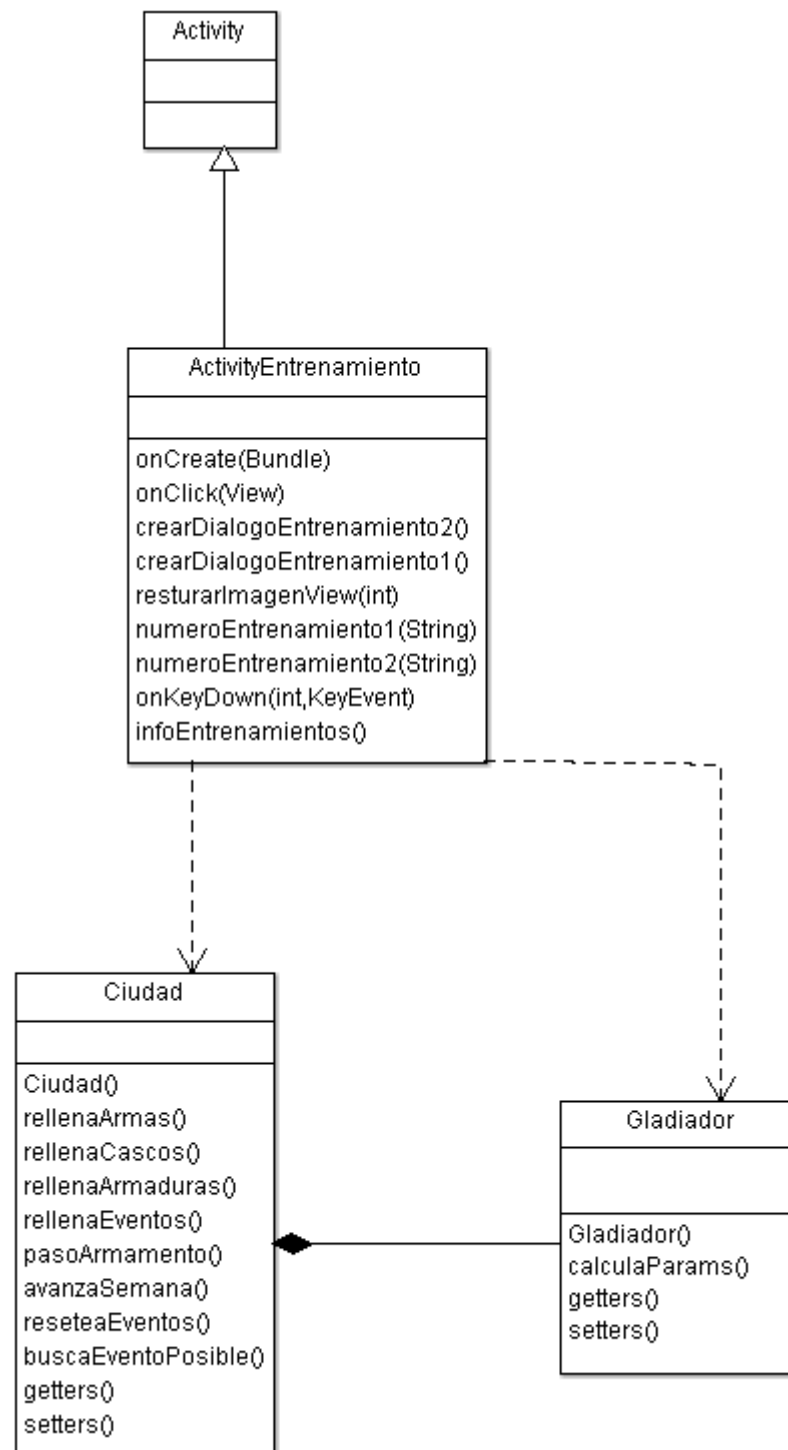 Activity
ActivityEntrenamiento
onCreate(Bundle)
onClick(View)
crearDialogoEntrenamiento2()
crearDialogoEntrenamiento1()
resturarImagenView(int)
numeroEntrenamiento1(String)
numeroEntrenamiento2(String)
onKeyDown(int,KeyEvent)
infoEntrenamientos()
Ciudad
Ciudad()
rellenaArmas()
rellenaCascos()
rellenaArmaduras()
rellenaEventos()
pasoArmamento()
avanzaSemana()
reseteaEventos()
buscaEventoPosible()
getters()
setters()
Gladiador
Gladiador()
calculaParams()
getters()
setters()